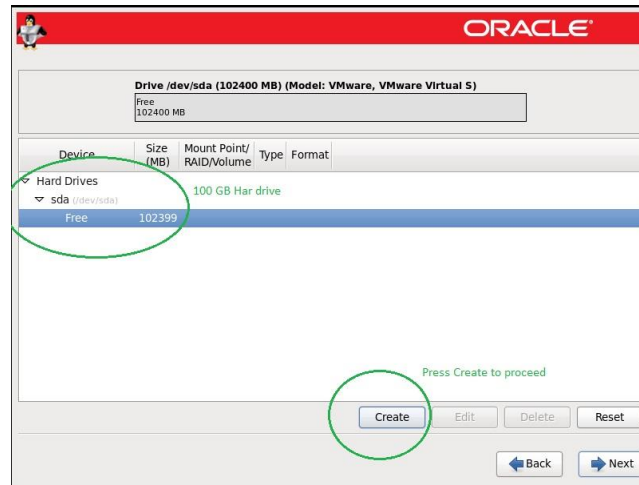 ORACLE®
Drive /dev/sda (102400 MB) (Model: VMware, VMware Virtual S)
Free
102400 MB
Device Size (MB) Mount Point/ RAID/Volume Type Format
Hard Drives
100 GB Har drive
sda (/dev/sda)
Free 102399
Press Create to proceed
Create Edit Delete Reset
Back Next